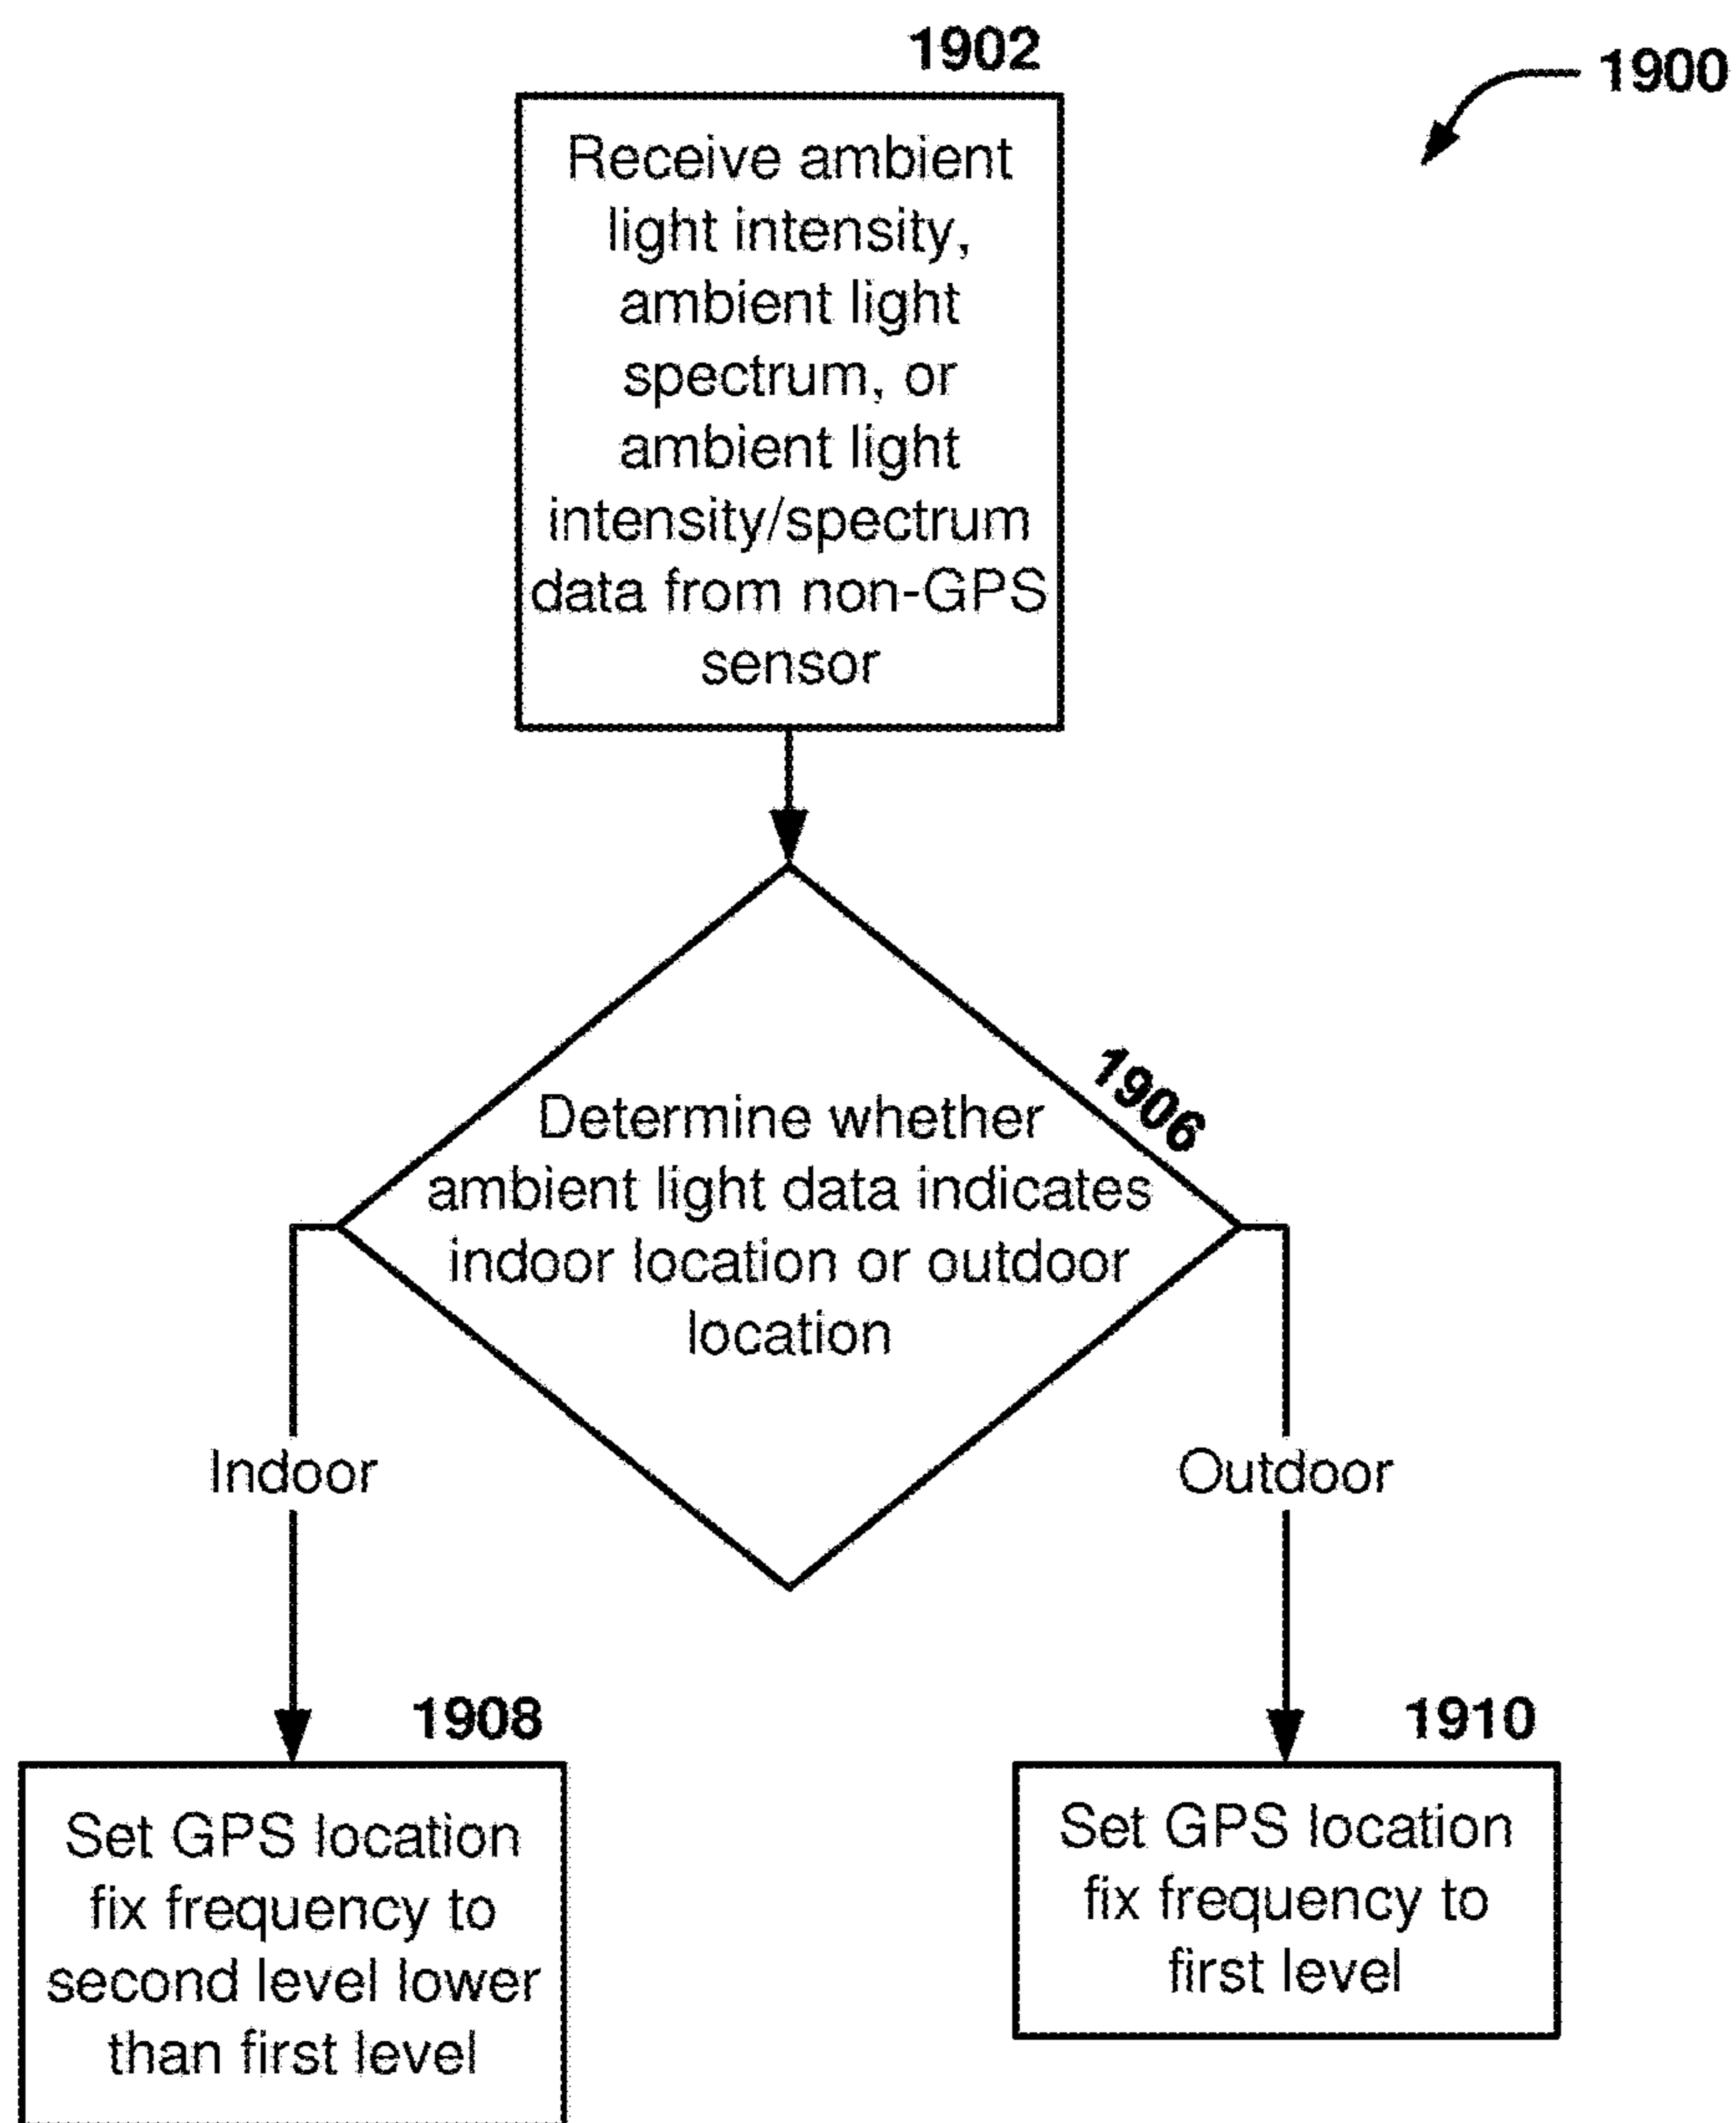 1902
1900
Receive ambient
light intensity,
ambient light
spectrum, or
ambient light
intensity/spectrum
data from non-GPS
sensor
1906
Determine whether
ambient light data indicates
indoor location or outdoor
location
Indoor
Outdoor
1908
Set GPS location
fix frequency to
second level lower
than first level
1910
Set GPS location
fix frequency to
first level